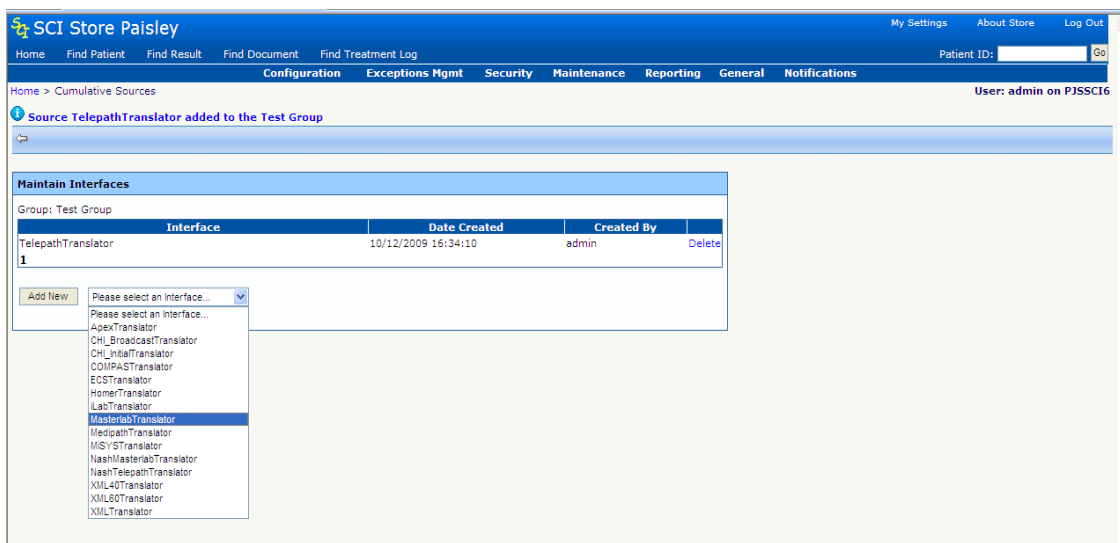 SCI Store Paisley
My Settings About Store Log Out
Home Find Patient Find Result Find Document Find Treatment Log Patient ID: Go
Configuration Exceptions Mgmt Security Maintenance Reporting General Notifications
Home > Cumulative Sources User: admin on PJSSCI6
Source TelepathTranslator added to the Test Group
Maintain Interfaces
Group: Test Group
Interface Date Created Created By
TelepathTranslator 10/12/2009 16:34:10 admin Delete
1
Add New Please select an Interface...
Please select an Interface...
ApexTranslator
CHI_BroadcastTranslator
CHI_InitialTranslator
COMPASTranslator
ECSTranslator
HomerTranslator
iLabTranslator
MasterlabTranslator
MedipathTranslator
MiSYSTranslator
NashMasterlabTranslator
NashTelepathTranslator
XML40Translator
XML60Translator
XMLTranslator